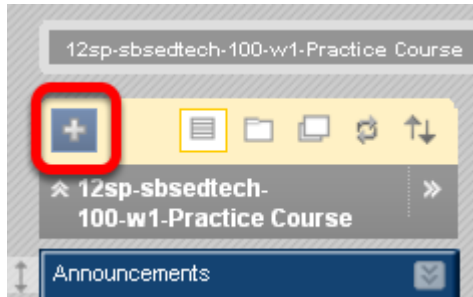 12sp-sbsedtech-100-w1-Practice Course
12sp-sbsedtech-
100-w1-Practice Course
Announcements